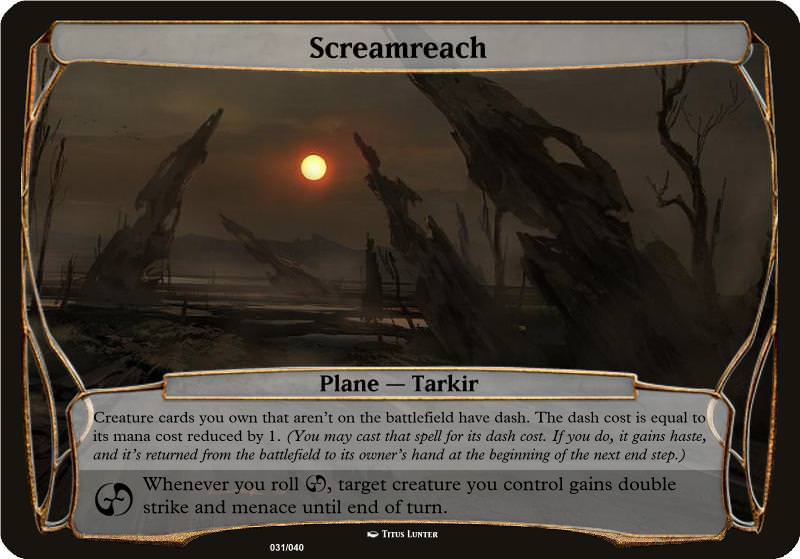 Screamreach
Plane — Tarkir
Creature cards you own that aren't on the battlefield have dash. The dash cost is equal to
its mana cost reduced by 1. (You may cast that spell for its dash cost. If you do, it gains haste,
and it's returned from the battlefield to its owner's hand at the beginning of the next end step.)
Whenever you roll , target creature you control gains double
strike and menace until end of turn.
Titus Lunter
031/040